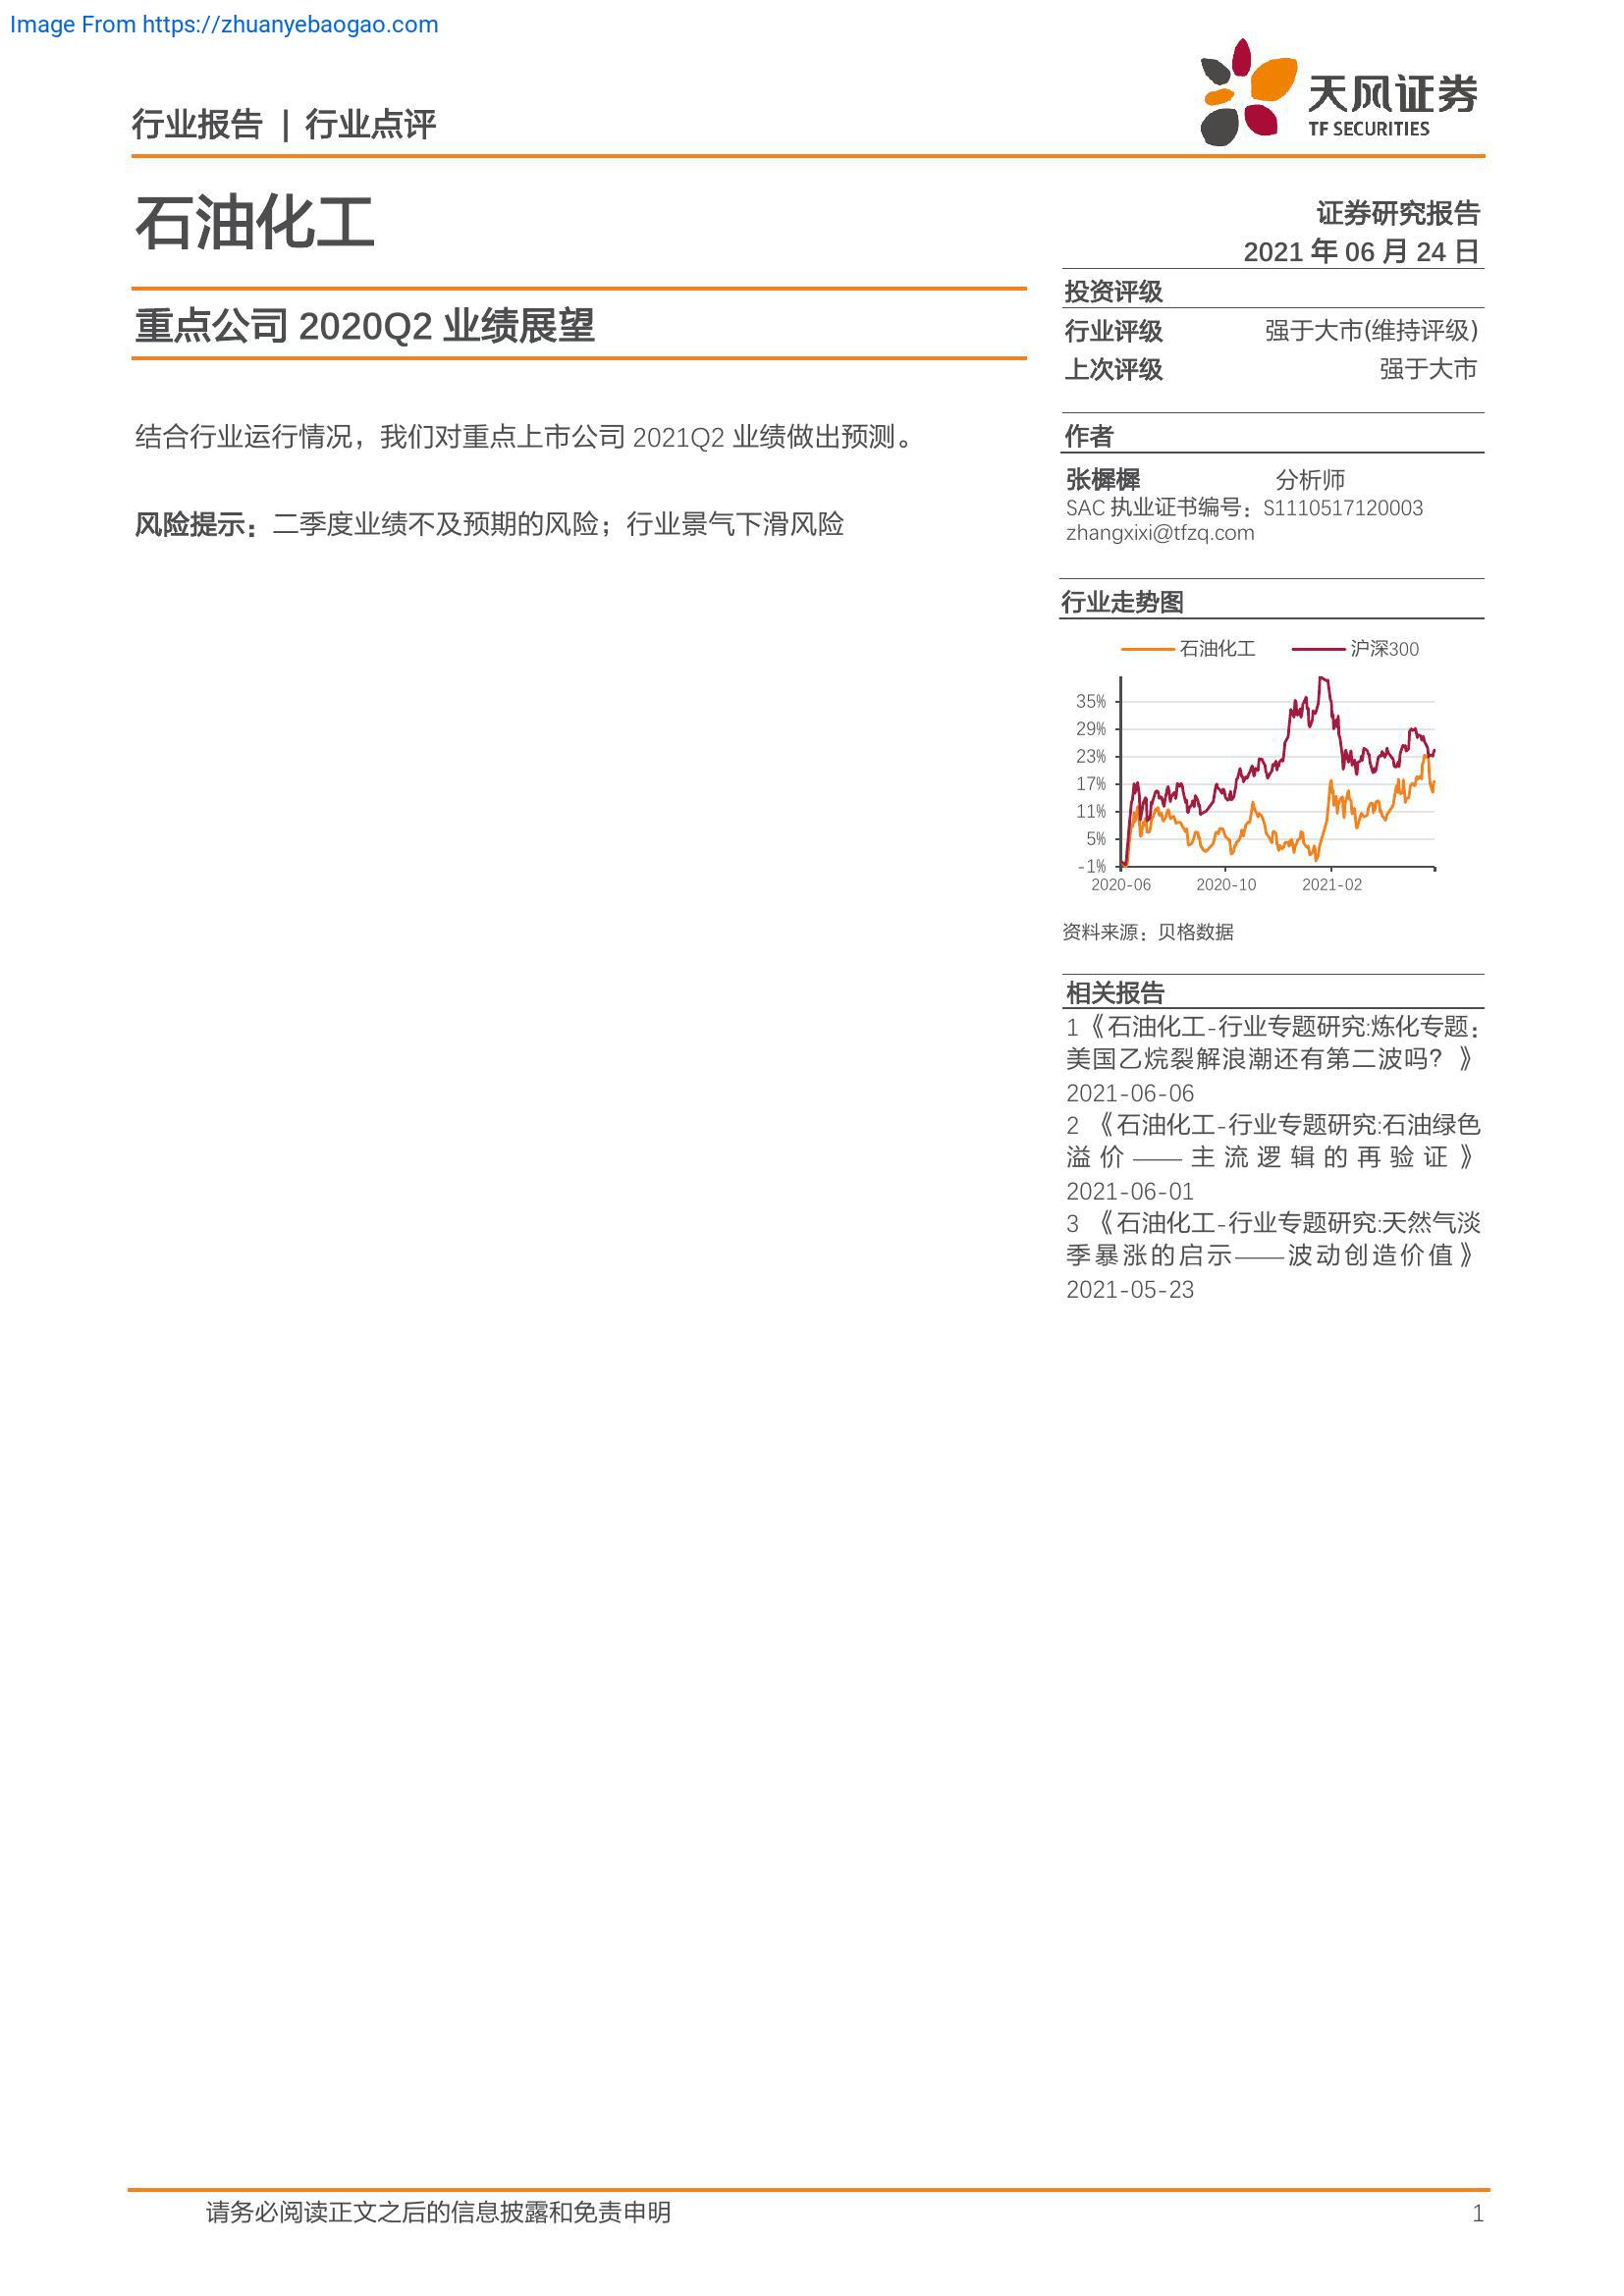 Image From https://zhuanyebaogao.com
行业报告 | 行业点评
天风证券
TF SECURITIES
石油化工
证券研究报告
2021 年 06 月 24 日
重点公司 2020Q2 业绩展望
投资评级
行业评级 强于大市(维持评级)
上次评级 强于大市
结合行业运行情况，我们对重点上市公司 2021Q2 业绩做出预测。
风险提示：二季度业绩不及预期的风险；行业景气下滑风险
作者
张樨樨 分析师
SAC 执业证书编号：S1110517120003
zhangxixi@tfzq.com
行业走势图
石油化工 沪深300
35%
29%
23%
17%
11%
5%
-1%
2020-06 2020-10 2021-02
资料来源：贝格数据
相关报告
1《石油化工-行业专题研究:炼化专题：
美国乙烷裂解浪潮还有第二波吗？》
2021-06-06
2 《石油化工-行业专题研究:石油绿色
溢价——主流逻辑的再验证》
2021-06-01
3 《石油化工-行业专题研究:天然气淡
季暴涨的启示——波动创造价值》
2021-05-23
请务必阅读正文之后的信息披露和免责申明 1